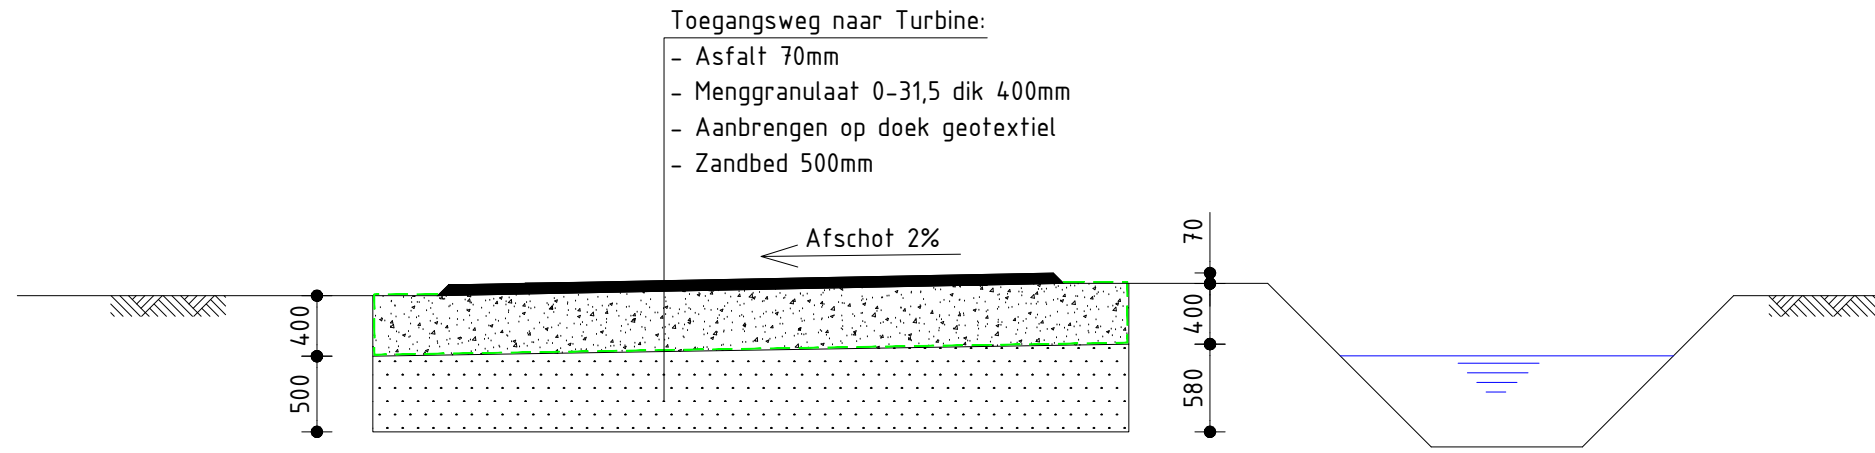 Toegangsweg naar Turbine:
- Asfalt 70mm
- Menggranulaat 0-31,5 dik 400mm
- Aanbrengen op doek geotextiel
- Zandbed 500mm
Afschot 2%
70
400
400
500
580